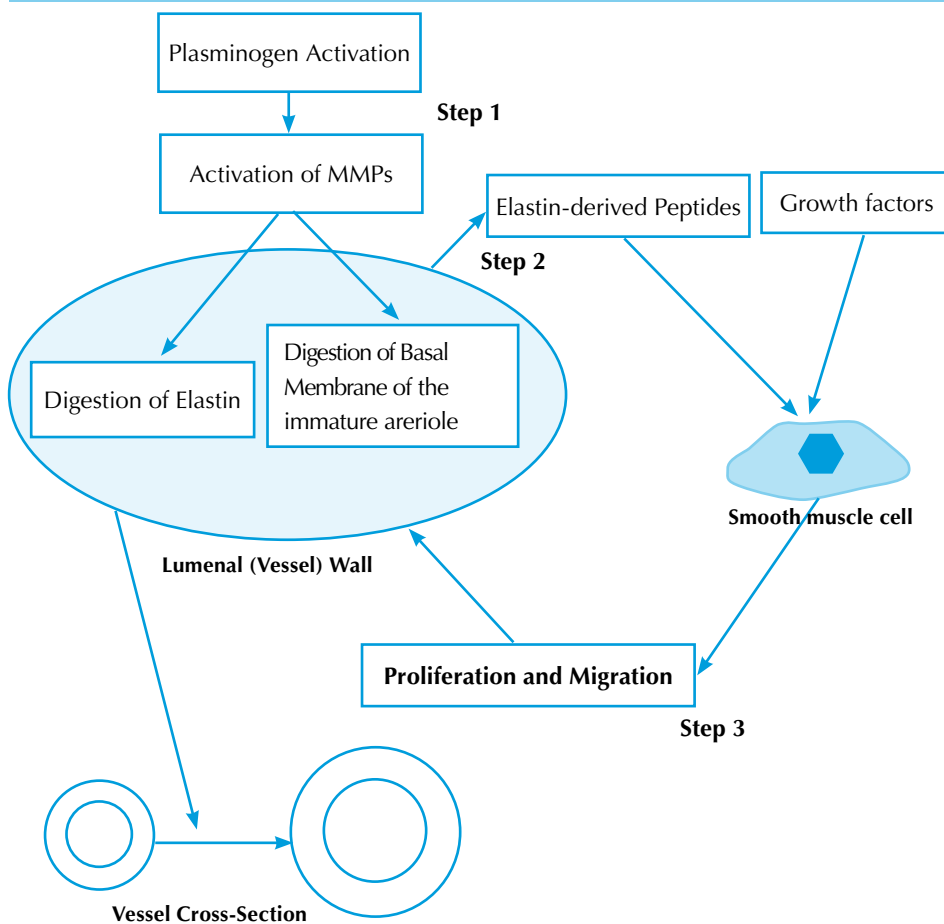 Plasminogen Activation
Step 1
Activation of MMPs
Elastin-derived Peptides
Growth factors
Step 2
Digestion of Elastin
Digestion of Basal
Membrane of the
immature areriole
Smooth muscle cell
Lumenal (Vessel) Wall
Proliferation and Migration
Step 3
Vessel Cross-Section